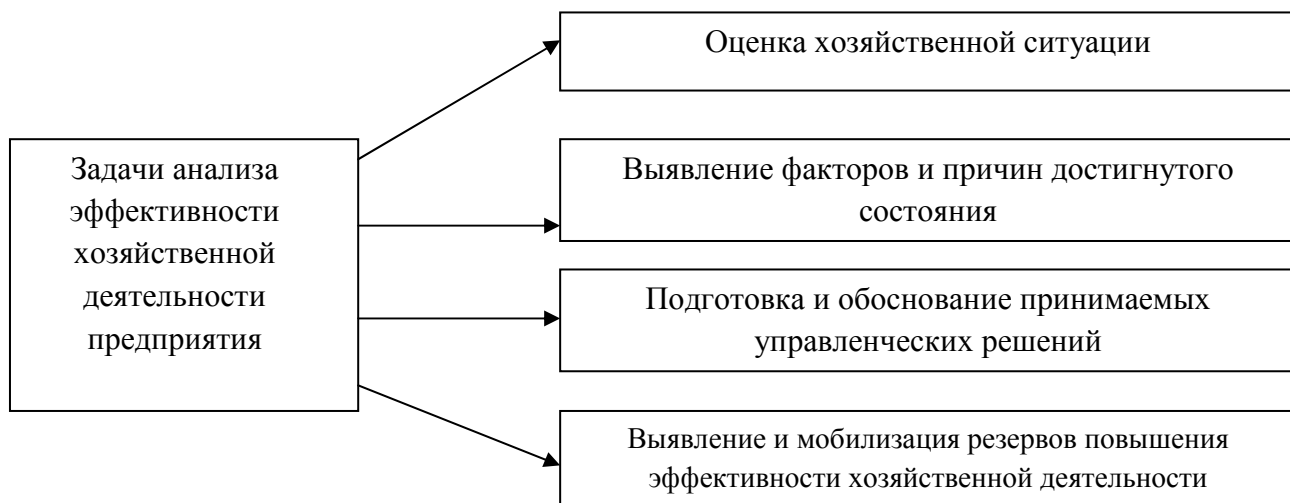 Задачи анализа
эффективности
хозяйственной
деятельности
предприятия
Оценка хозяйственной ситуации
Выявление факторов и причин достигнутого
состояния
Подготовка и обоснование принимаемых
управленческих решений
Выявление и мобилизация резервов повышения
эффективности хозяйственной деятельности